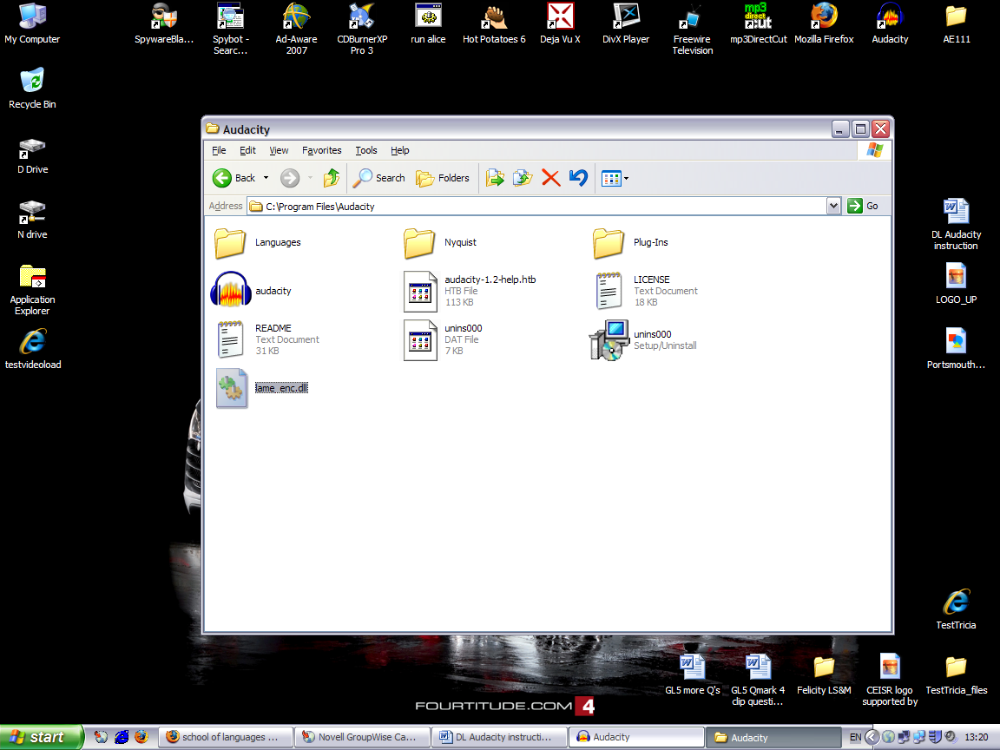 My Computer
SpywareBla...
Spybot -
Searc...
Ad-Aware
2007
CDBurnerXP
Pro 3
run alice
Hot Potatoes 6
Deja Vu X
DivX Player
Freewire
Television
mp3
direct
cut
mp3DirectCut
Mozilla Firefox
Audacity
AE111
Recycle Bin
D Drive
N drive
Application
Explorer
testvideoload
Audacity
File Edit View Favorites Tools Help
Back Search Folders
Address C:\Program Files\Audacity Go
Languages Nyquist Plug-Ins
audacity
audacity-1.2-help.htb
HTB File
113 KB
LICENSE
Text Document
18 KB
README
Text Document
31 KB
unins000
DAT File
7 KB
unins000
Setup/Uninstall
lame_enc.dll
DL Audacity
instruction
LOGO_UP
Portsmouth...
TestTricia
GL5 more Q's
GL5 Qmark 4
clip questi...
Felicity LS&M
CEISR logo
supported by
TestTricia_files
FOURTITUDE.COM 4
start school of languages ... Novell GroupWise Ca... DL Audacity instructi... Audacity Audacity EN 13:20